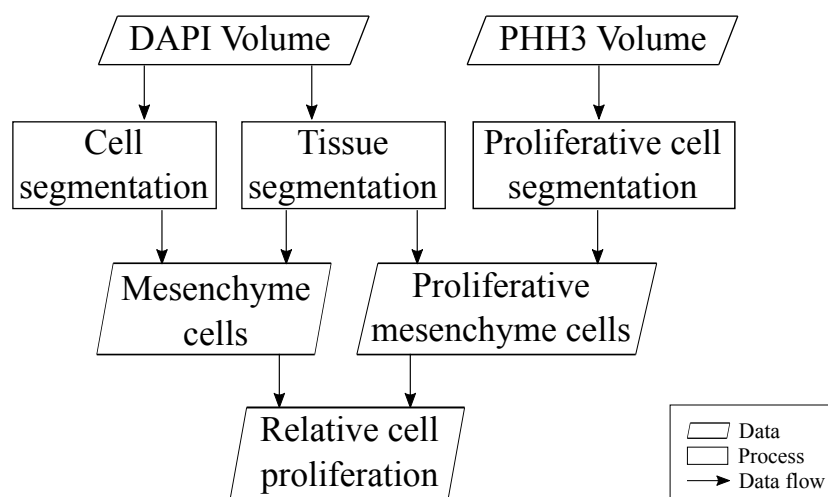 DAPI Volume
PHH3 Volume
Cell
segmentation
Tissue
segmentation
Proliferative cell
segmentation
Mesenchyme
cells
Proliferative
mesenchyme cells
Relative cell
proliferation
Data
Process
Data flow